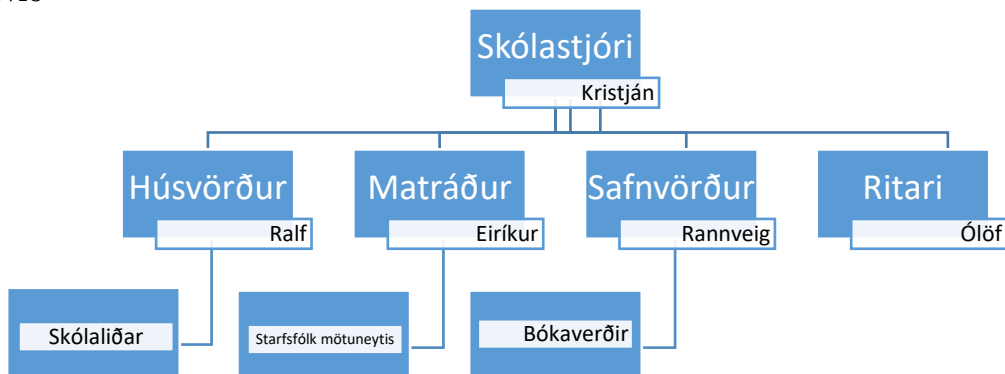 Skólastjóri
Kristján
Húsvörður
Ralf
Matráður
Eiríkur
Safnvörður
Rannveig
Ritari
Ólöf
Skólaliðar
Starfsfólk mötuneytis
Bókaverðir